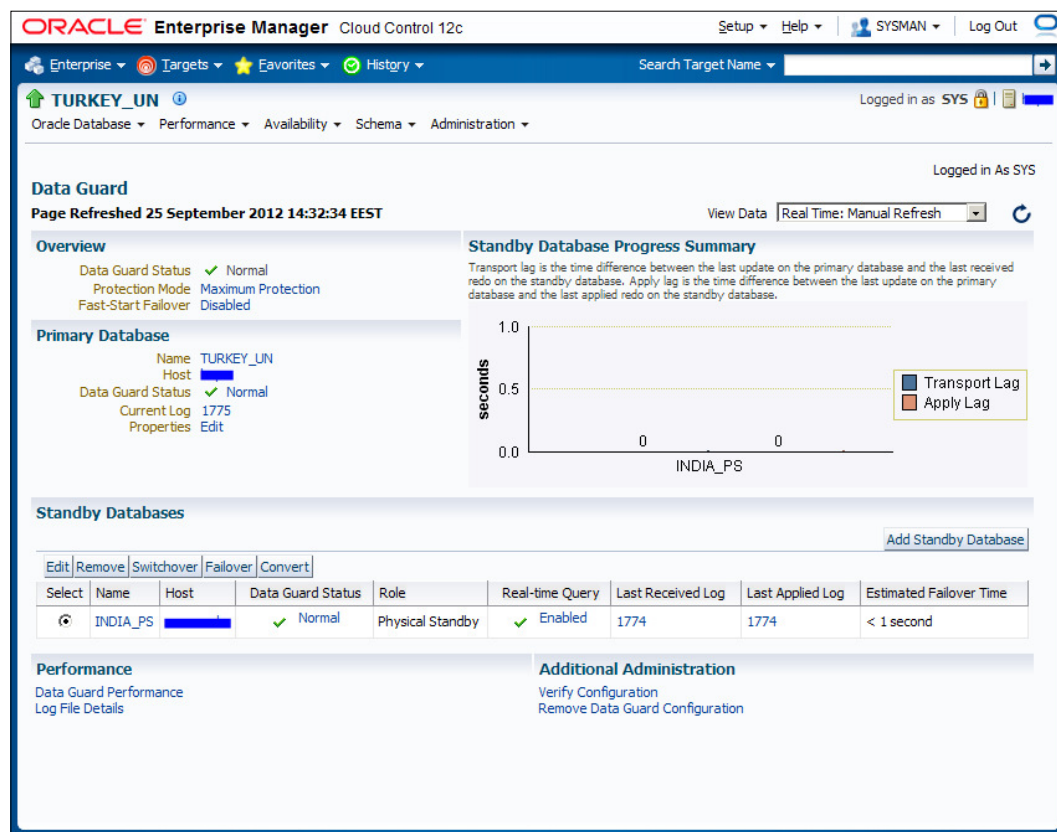 ORACLE Enterprise Manager Cloud Control 12c
Setup Help SYSMAN Log Out
Enterprise Targets Favorites History Search Target Name
TURKEY_UN
Logged in as SYS
Oracle Database Performance Availability Schema Administration
Logged in As SYS
Data Guard
Page Refreshed 25 September 2012 14:32:34 EEST
View Data Real Time: Manual Refresh
Overview
Data Guard Status Normal
Protection Mode Maximum Protection
Fast-Start Failover Disabled
Primary Database
Name TURKEY_UN
Host
Data Guard Status Normal
Current Log 1775
Properties Edit
Standby Database Progress Summary
Transport lag is the time difference between the last update on the primary database and the last received
redo on the standby database. Apply lag is the time difference between the last update on the primary
database and the last applied redo on the standby database.
1.0
0.5
0.0
seconds
0 0
INDIA_PS
Transport Lag
Apply Lag
Standby Databases
Add Standby Database
Edit Remove Switchover Failover Convert
Select Name Host Data Guard Status Role Real-time Query Last Received Log Last Applied Log Estimated Failover Time
INDIA_PS Normal Physical Standby Enabled 1774 1774 < 1 second
Performance
Data Guard Performance
Log File Details
Additional Administration
Verify Configuration
Remove Data Guard Configuration